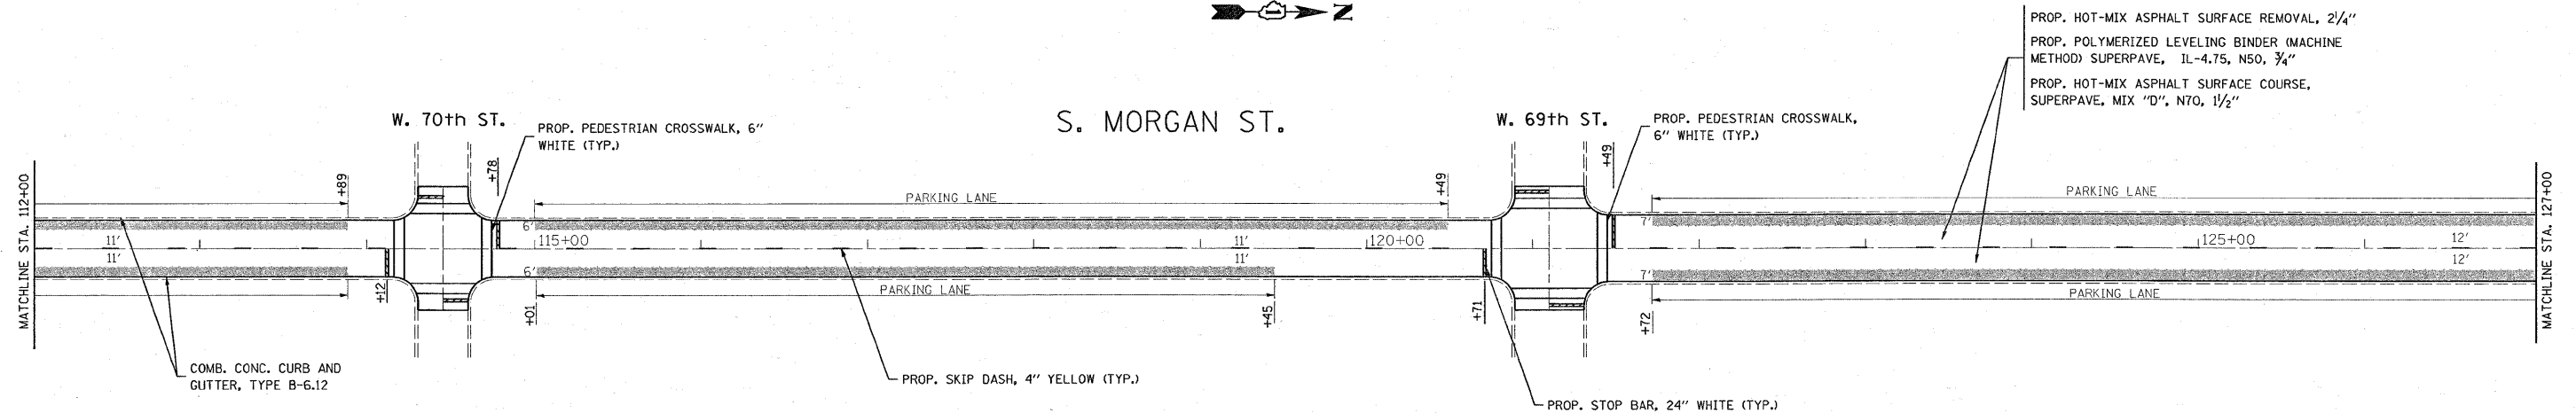 N
PROP. HOT-MIX ASPHALT SURFACE REMOVAL, 2 1/4"
PROP. POLYMERIZED LEVELING BINDER (MACHINE
METHOD) SUPERPAVE, IL-4.75, N50, 3/4"
PROP. HOT-MIX ASPHALT SURFACE COURSE,
SUPERPAVE, MIX "D", N70, 1 1/2"
W. 70th ST.
PROP. PEDESTRIAN CROSSWALK, 6"
WHITE (TYP.)
S. MORGAN ST.
W. 69th ST.
PROP. PEDESTRIAN CROSSWALK,
6" WHITE (TYP.)
MATCHLINE STA. 112+00
+89
+78
PARKING LANE
+49
+49
PARKING LANE
MATCHLINE STA. 127+00
11'
11'
6'
115+00
11'
11'
120+00
7'
125+00
12'
12'
6'
7'
+12
+01
PARKING LANE
+45
+71
+72
PARKING LANE
COMB. CONC. CURB AND
GUTTER, TYPE B-6.12
PROP. SKIP DASH, 4" YELLOW (TYP.)
PROP. STOP BAR, 24" WHITE (TYP.)